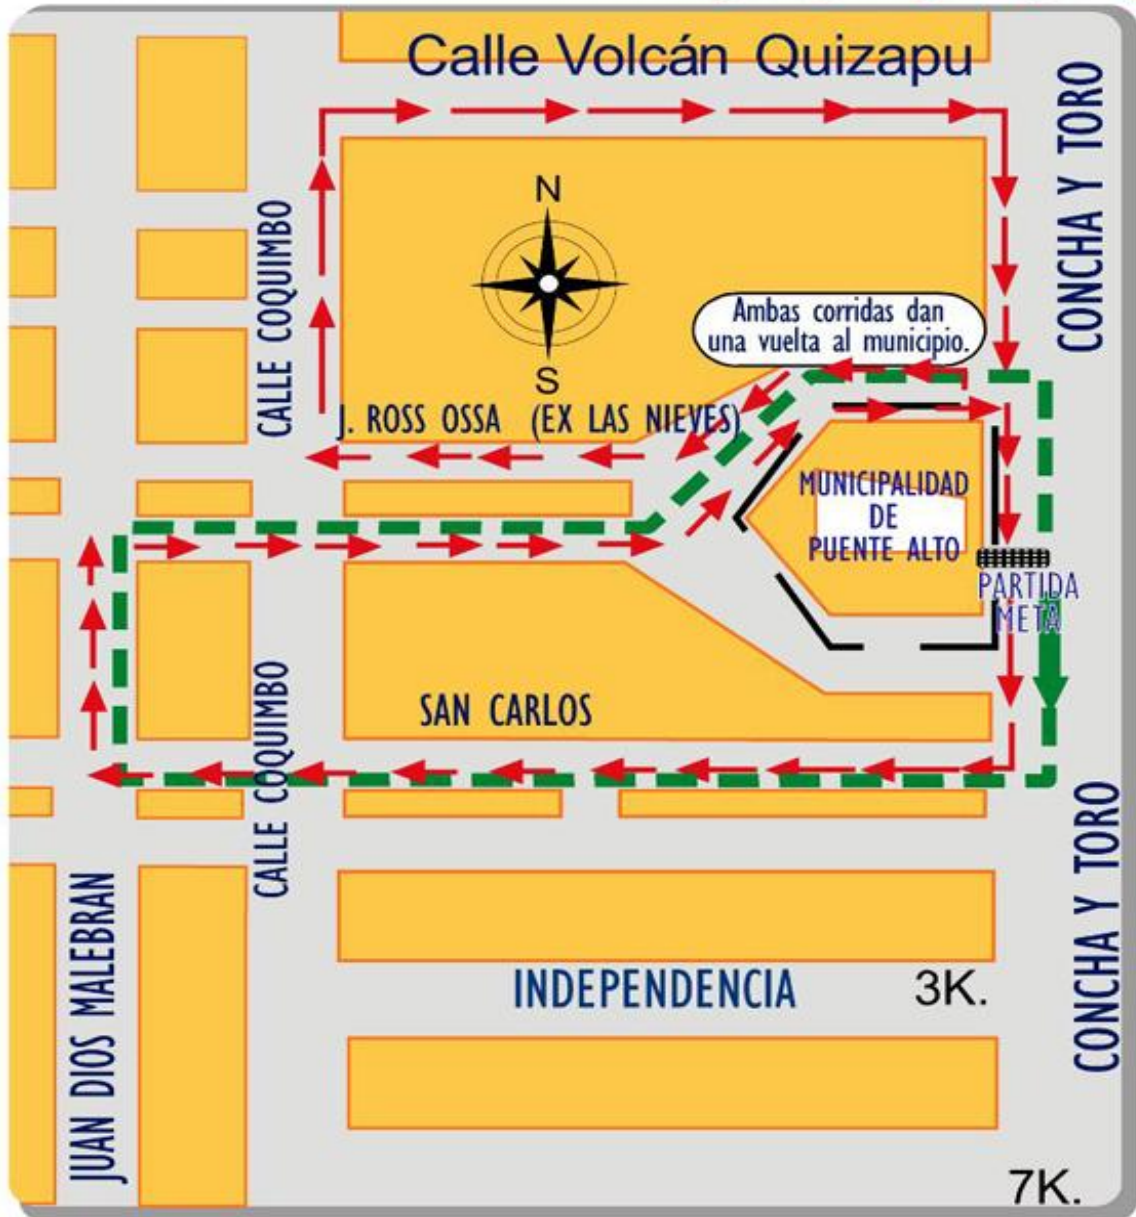 Calle Volcán Quizapu
CONCHA Y TORO
CALLE COQUIMBO
N
S
Ambas corridas dan
una vuelta al municipio.
J. ROSS OSSA (EX LAS NIEVES)
MUNICIPALIDAD
DE
PUENTE ALTO
PARTIDA
META
SAN CARLOS
CALLE COQUIMBO
CONCHA Y TORO
JUAN DIOS MALEBRAN
INDEPENDENCIA
3K.
7K.